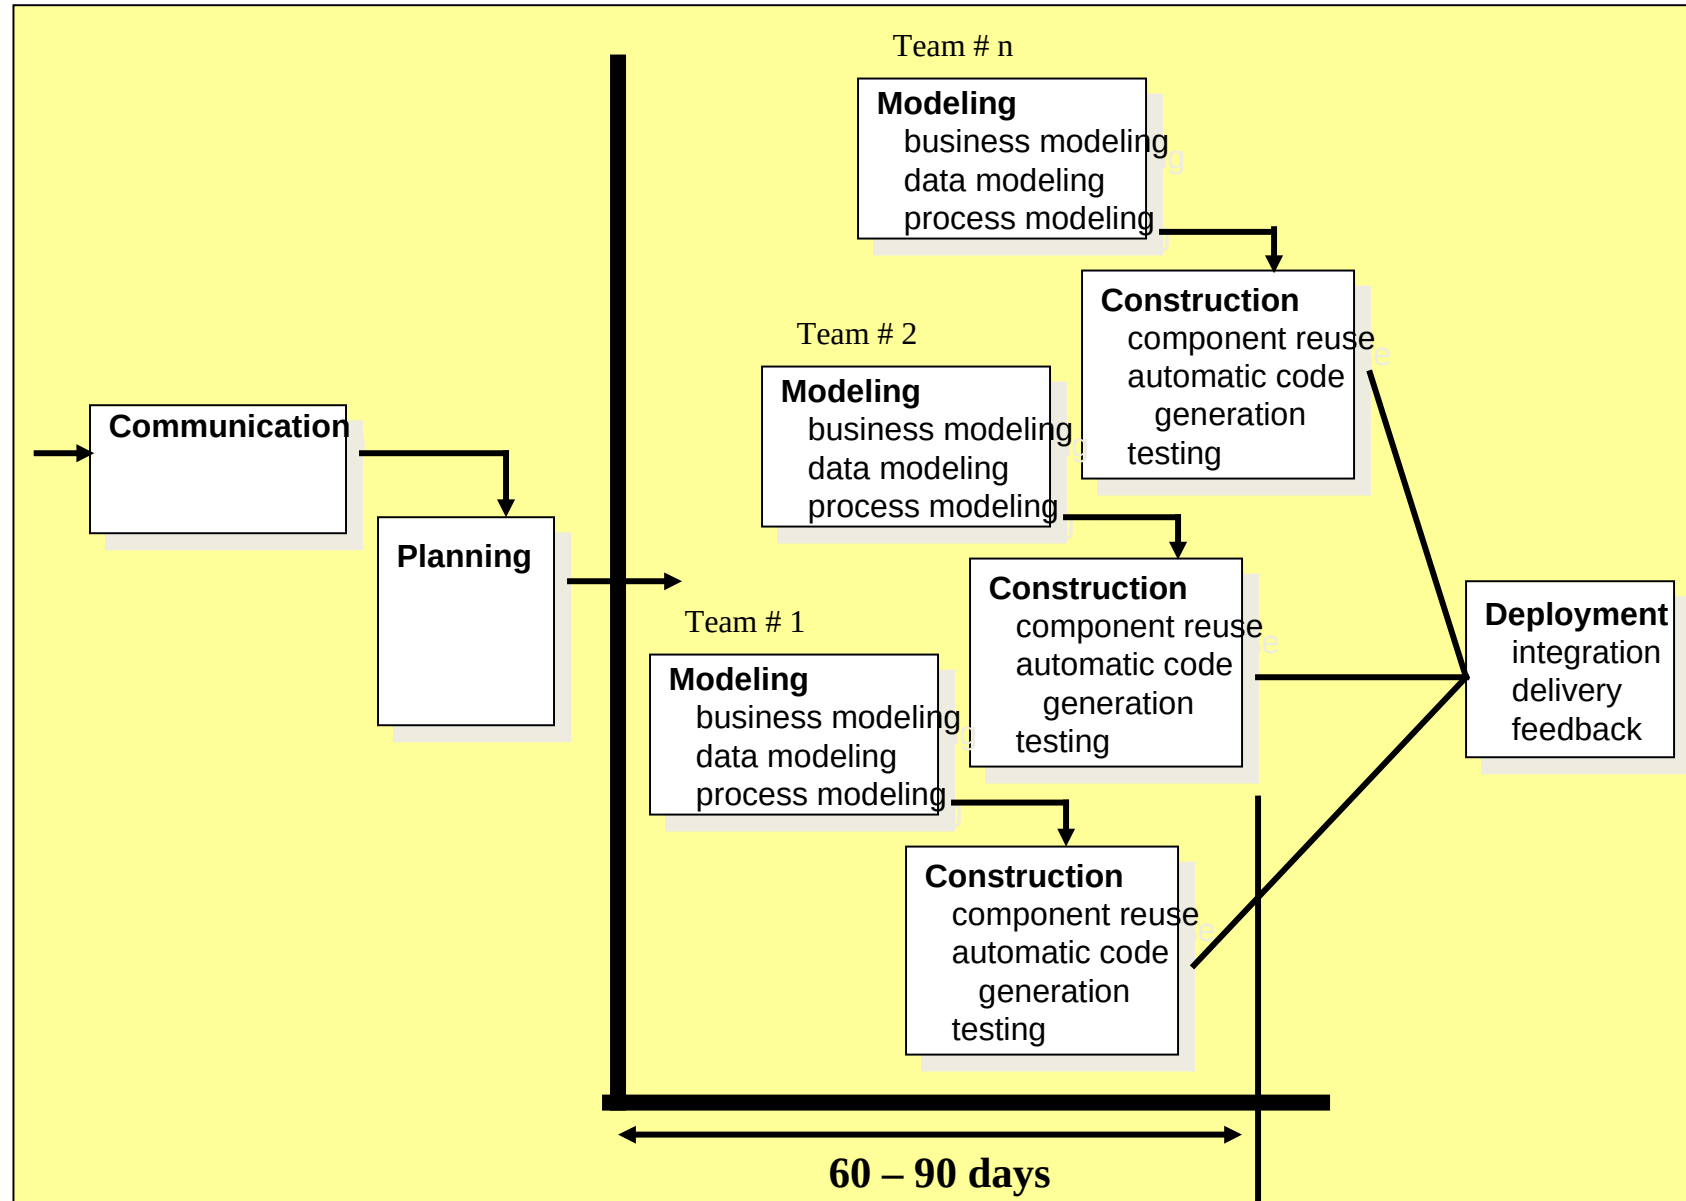 Team # n
Modeling
business modeling
data modeling
process modeling
Construction
component reuse
automatic code
generation
testing
Team # 2
Modeling
business modeling
data modeling
process modeling
Construction
component reuse
automatic code
generation
testing
Communication
Planning
Team # 1
Modeling
business modeling
data modeling
process modeling
Construction
component reuse
automatic code
generation
testing
Deployment
integration
delivery
feedback
60 – 90 days